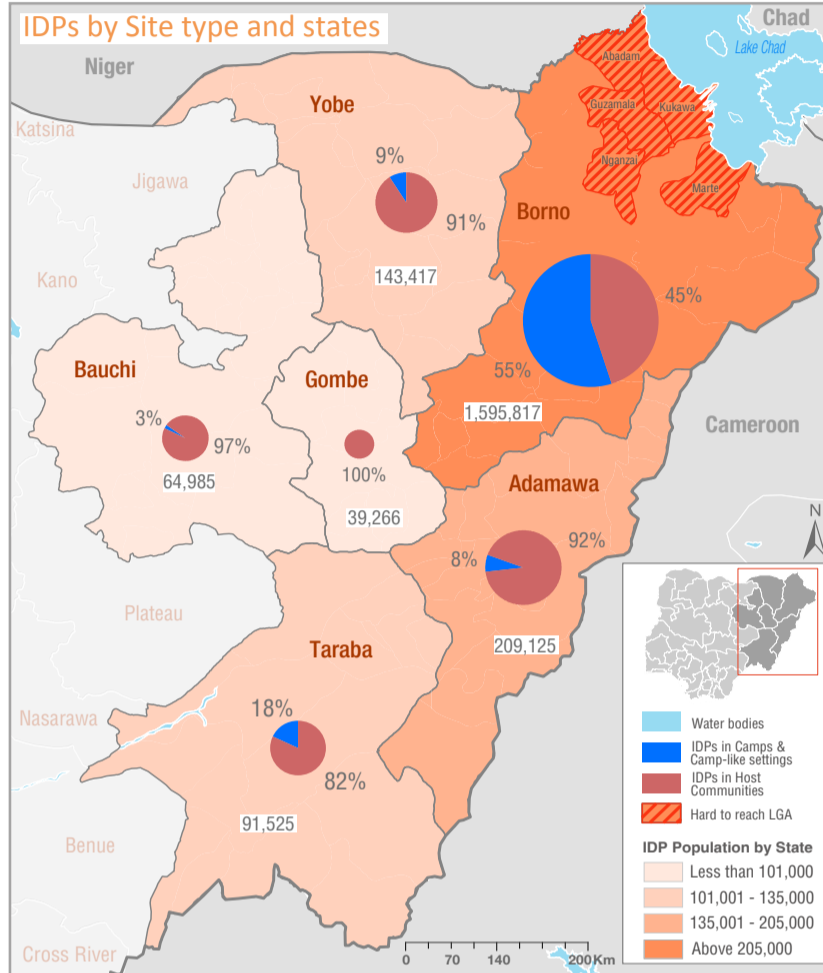 IDPs by Site type and states
Chad
Lake Chad
Niger
Abadam
Yobe
Guzamala
Kukawa
Katsina
9%
Nganzai
Jigawa
Marte
Borno
91%
143,417
Kano
45%
Bauchi
Gombe
55%
3%
1,595,817
97%
Cameroon
100%
64,985
Adamawa
39,266
N
92%
8%
Plateau
Taraba
209,125
18%
Nasarawa
82%
91,525
Benue
Cross River
0 70 140 200 Km
Water bodies
IDPs in Camps &
Camp-like settings
IDPs in Host
Communities
Hard to reach LGA
IDP Population by State
Less than 101,000
101,001 - 135,000
135,001 - 205,000
Above 205,000